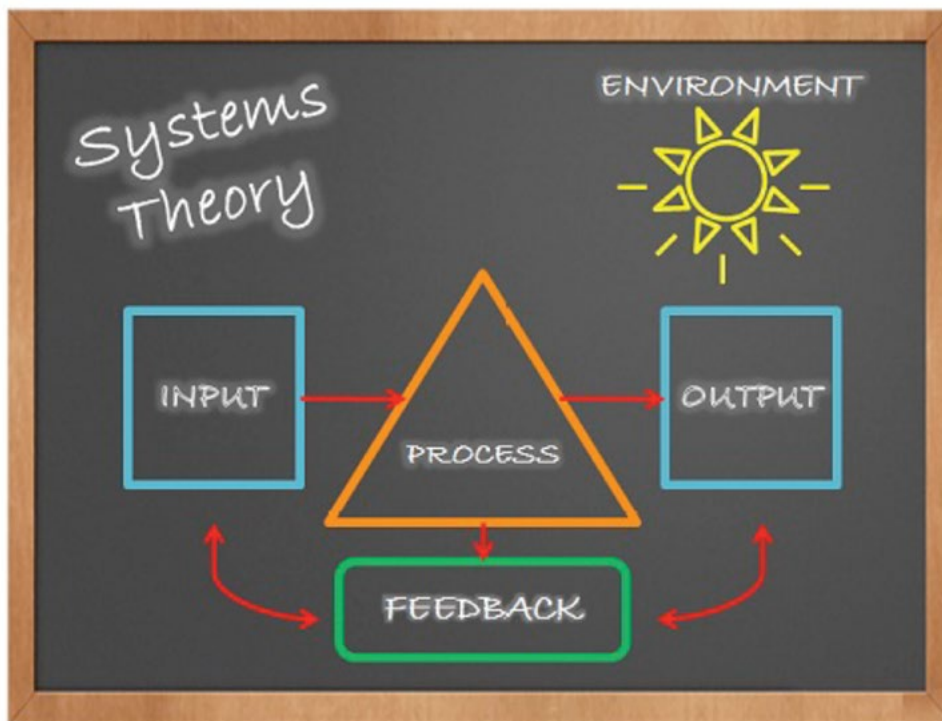 Systems
Theory
ENVIRONMENT
INPUT
PROCESS
OUTPUT
FEEDBACK